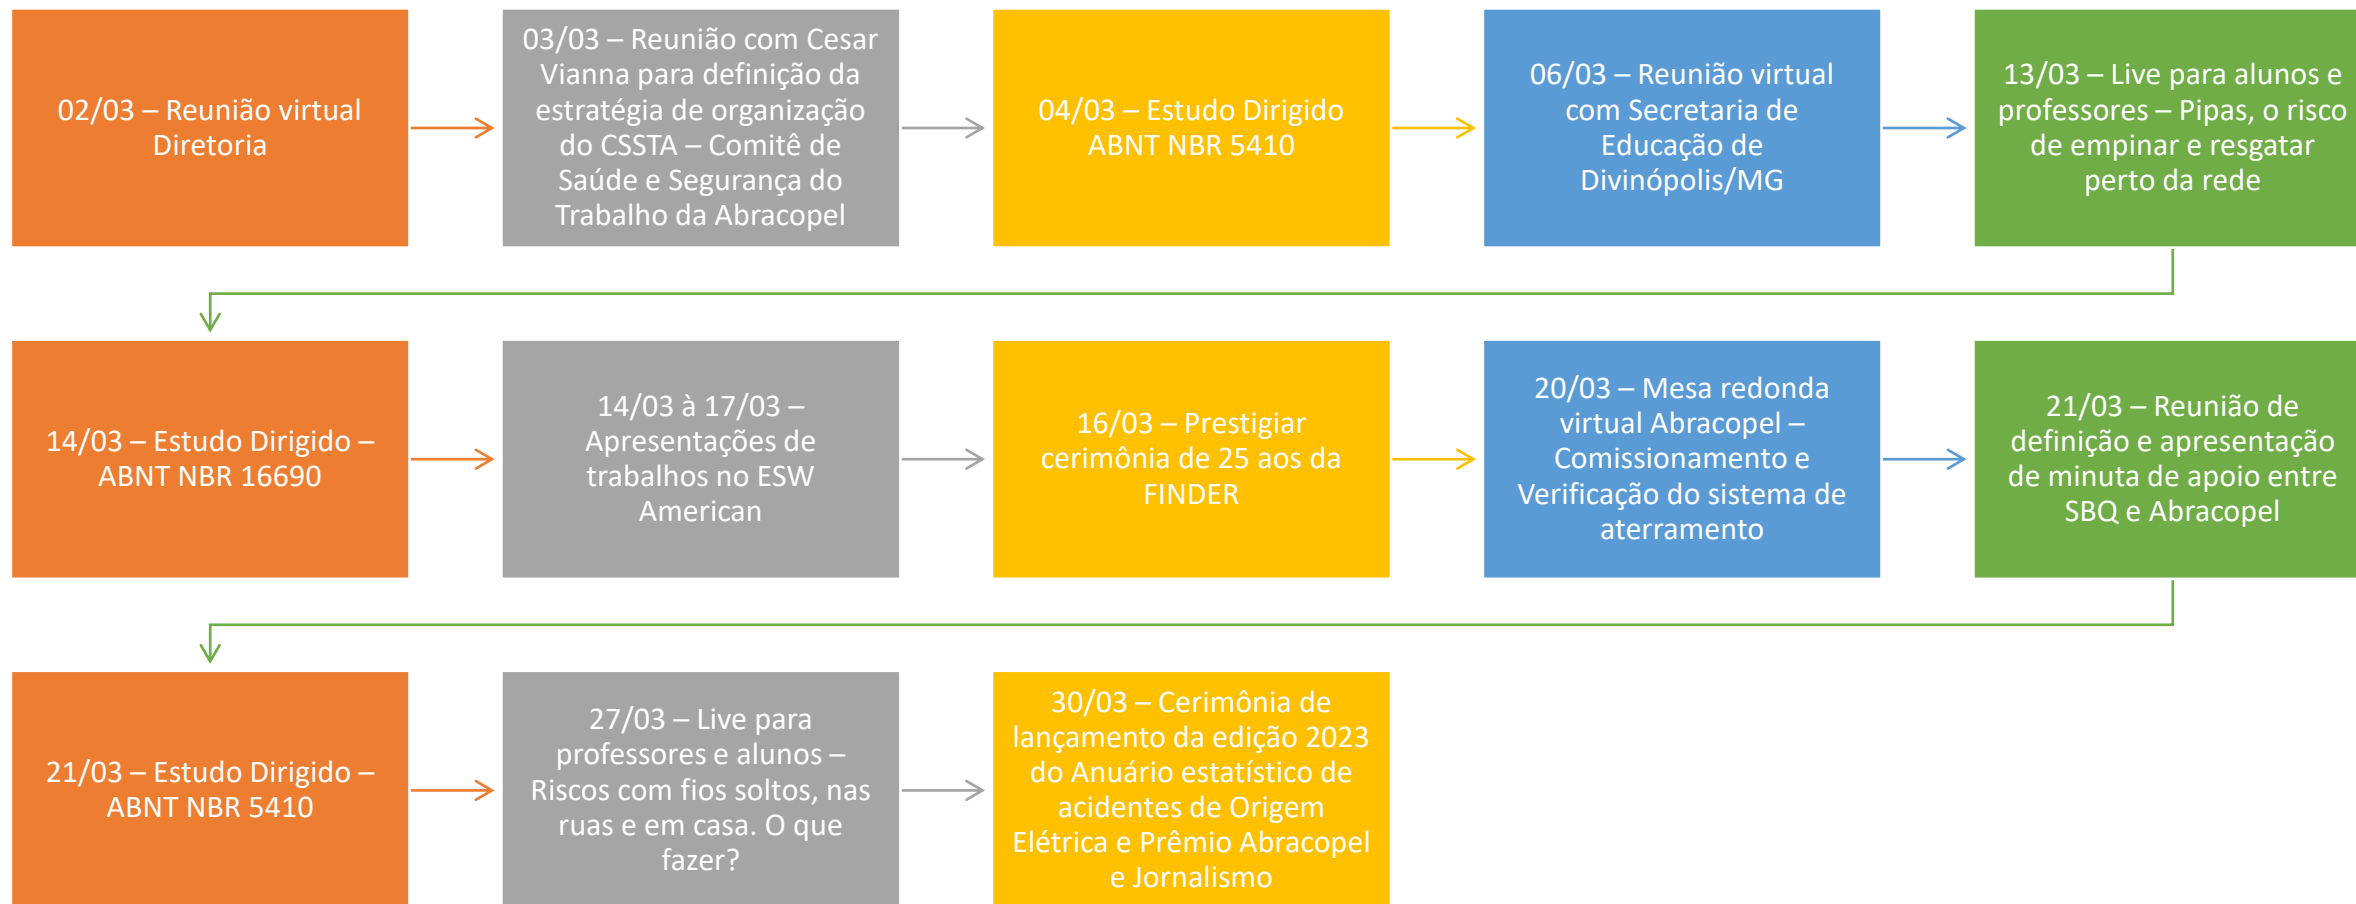 02/03 – Reunião virtual
Diretoria
03/03 – Reunião com Cesar
Vianna para definição da
estratégia de organização
do CSSTA – Comitê de
Saúde e Segurança do
Trabalho da Abracopel
04/03 – Estudo Dirigido
ABNT NBR 5410
06/03 – Reunião virtual
com Secretaria de
Educação de
Divinópolis/MG
13/03 – Live para alunos e
professores – Pipas, o risco
de empinar e resgatar
perto da rede
14/03 – Estudo Dirigido –
ABNT NBR 16690
14/03 à 17/03 –
Apresentações de
trabalhos no ESW
American
16/03 – Prestigiar
cerimônia de 25 aos da
FINDER
20/03 – Mesa redonda
virtual Abracopel –
Comissionamento e
Verificação do sistema de
aterramento
21/03 – Reunião de
definição e apresentação
de minuta de apoio entre
SBQ e Abracopel
21/03 – Estudo Dirigido –
ABNT NBR 5410
27/03 – Live para
professores e alunos –
Riscos com fios soltos, nas
ruas e em casa. O que
fazer?
30/03 – Cerimônia de
lançamento da edição 2023
do Anuário estatístico de
acidentes de Origem
Elétrica e Prêmio Abracopel
e Jornalismo